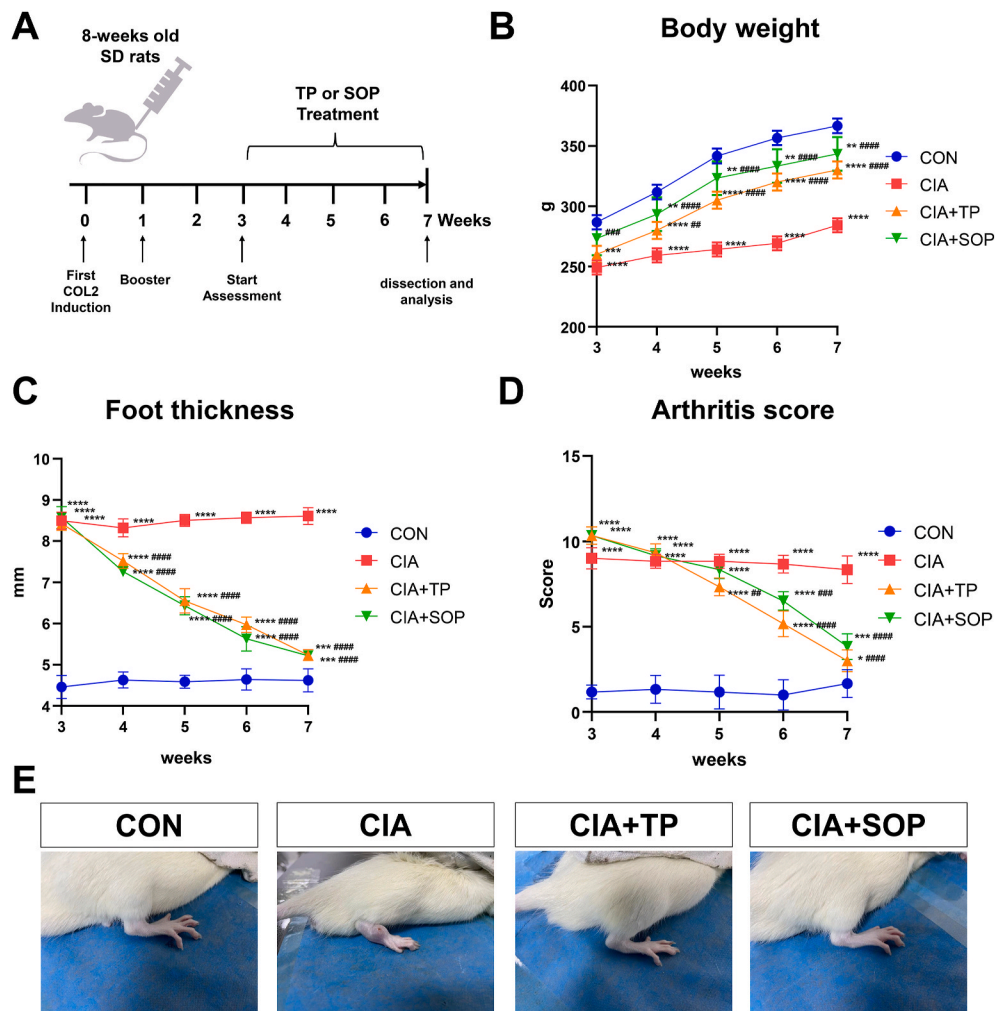 A
8-weeks old
SD rats
TP or SOP
Treatment
0 1 2 3 4 5 6 7 Weeks
First
COL2
Induction
Booster
Start
Assessment
dissection and
analysis
B
Body weight
400
350
300
250
200
g
3 4 5 6 7
weeks
### 
** ####
** ####
** ####
** ####
***
**** ##
**** ####
**** ####
**** ####
****
****
****
****
****
CON
CIA
CIA+TP
CIA+SOP
C
Foot thickness
10
9
8
7
6
5
4
mm
3 4 5 6 7
weeks
****
****
****
****
****
****
****
**** ####
**** ####
**** ####
**** ####
**** ####
**** ####
*** ####
*** ####
CON
CIA
CIA+TP
CIA+SOP
D
Arthritis score
15
10
5
0
Score
3 4 5 6 7
weeks
****
****
****
****
****
****
****
****
****
****
**** ##
**** ###
**** ####
*** ####
* ####
CON
CIA
CIA+TP
CIA+SOP
E
CON
CIA
CIA+TP
CIA+SOP